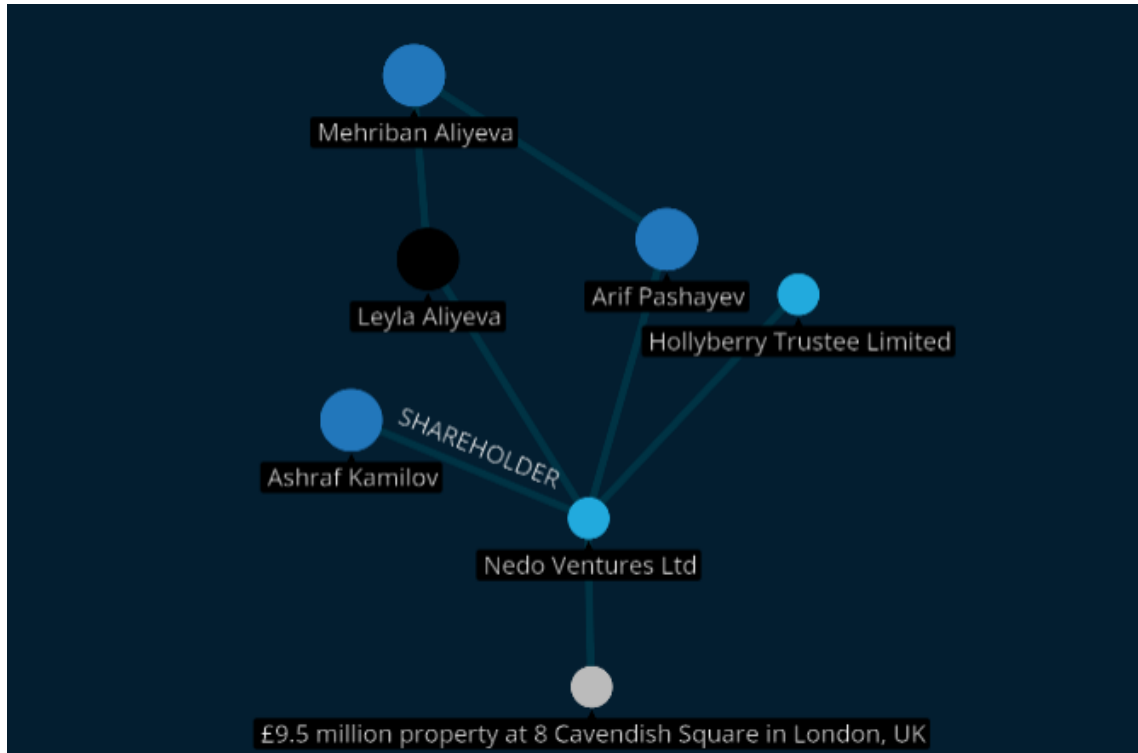 Mehriban Aliyeva
Arif Pashayev
Leyla Aliyeva
Hollyberry Trustee Limited
SHAREHOLDER
Ashraf Kamilov
Nedo Ventures Ltd
£9.5 million property at 8 Cavendish Square in London, UK